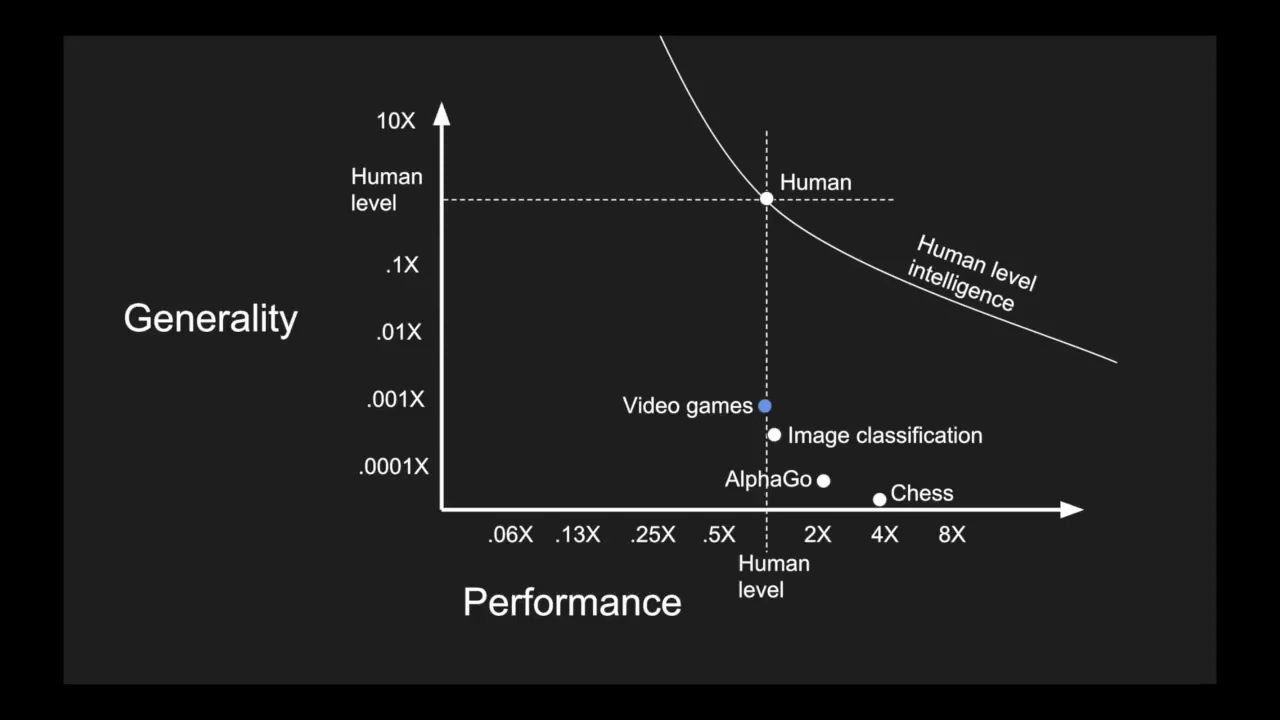 10X
Human
level
Human
.1X
Human level
intelligence
Generality
.01X
.001X
Video games
Image classification
.0001X
AlphaGo
Chess
.06X .13X .25X .5X 2X 4X 8X
Human
level
Performance